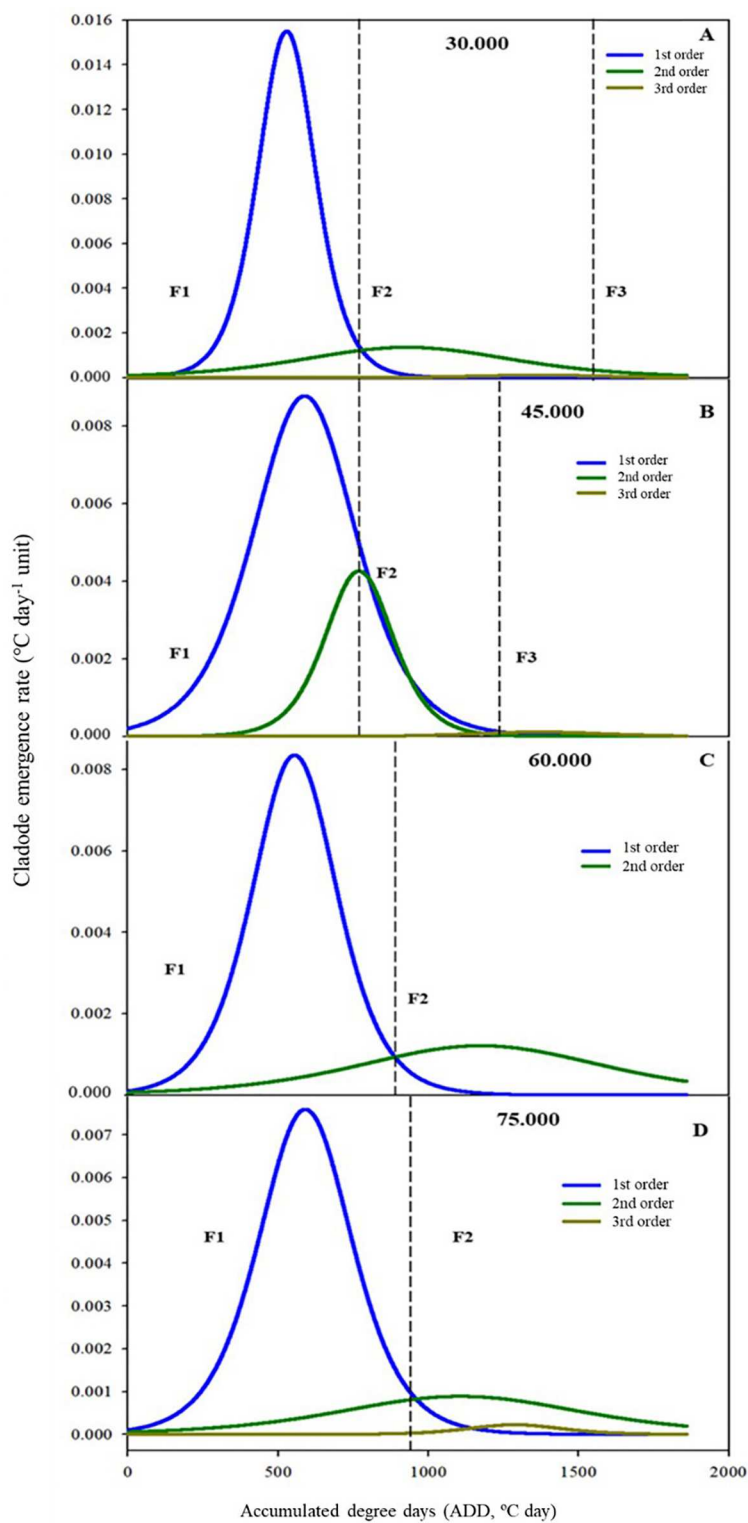 Cladode emergence rate (°C day-1 unit)
0.016
0.014
0.012
0.010
0.008
0.006
0.004
0.002
0.000
30.000
A
1st order
2nd order
3rd order
F1
F2
F3
0.008
0.006
0.004
0.002
0.000
45.000
B
1st order
2nd order
3rd order
F1
F2
F3
0.008
0.006
0.004
0.002
0.000
60.000
C
1st order
2nd order
F1
F2
0.007
0.006
0.005
0.004
0.003
0.002
0.001
0.000
75.000
D
1st order
2nd order
3rd order
F1
F2
0
500
1000
1500
2000
Accumulated degree days (ADD, °C day)